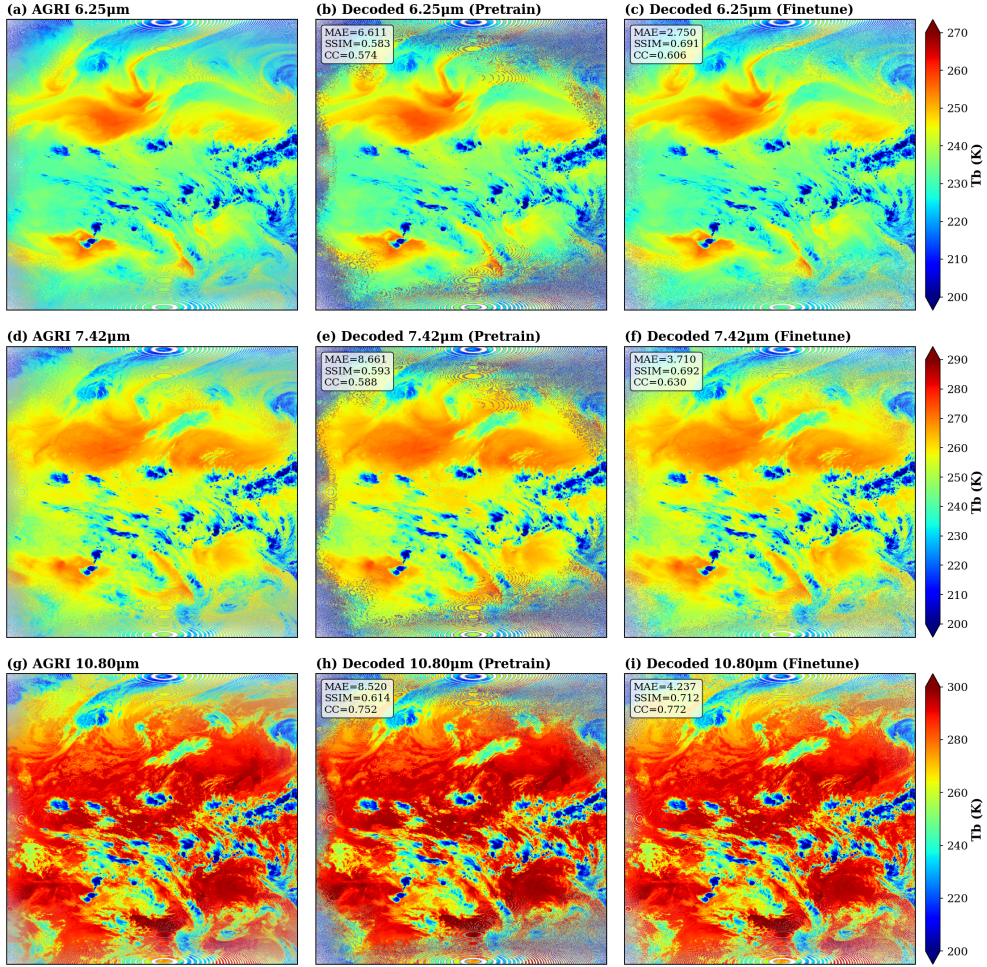 (a) AGRI 6.25μm
(b) Decoded 6.25μm (Pretrain)
(c) Decoded 6.25μm (Finetune)
MAE=6.611
SSIM=0.583
CC=0.574
MAE=2.750
SSIM=0.691
CC=0.606
270
260
250
240
230
220
210
200
Tb (K)
(d) AGRI 7.42μm
(e) Decoded 7.42μm (Pretrain)
(f) Decoded 7.42μm (Finetune)
MAE=8.661
SSIM=0.593
CC=0.588
MAE=3.710
SSIM=0.692
CC=0.630
290
280
270
260
250
240
230
220
210
200
Tb (K)
(g) AGRI 10.80μm
(h) Decoded 10.80μm (Pretrain)
(i) Decoded 10.80μm (Finetune)
MAE=8.520
SSIM=0.614
CC=0.752
MAE=4.237
SSIM=0.712
CC=0.772
300
280
260
240
220
200
Tb (K)